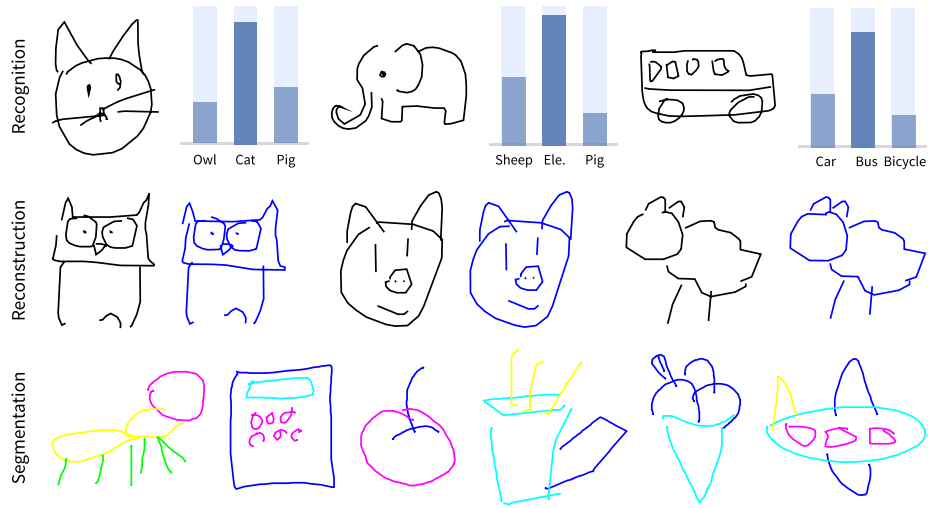 Recognition
Owl Cat Pig
Sheep Ele. Pig
Car Bus Bicycle
Reconstruction
Segmentation